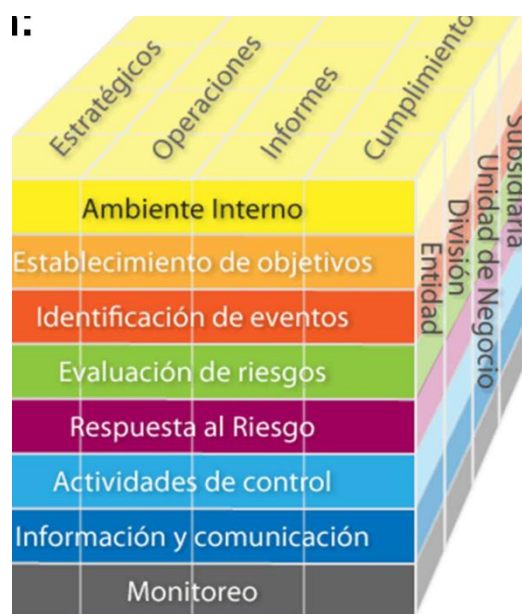 Estratégicos
Operaciones
Informes
Cumplimiento
Ambiente Interno
Establecimiento de objetivos
Identificación de eventos
Evaluación de riesgos
Respuesta al Riesgo
Actividades de control
Información y comunicación
Monitoreo
Entidad
División
Unidad de Negocio
Subsidiaria